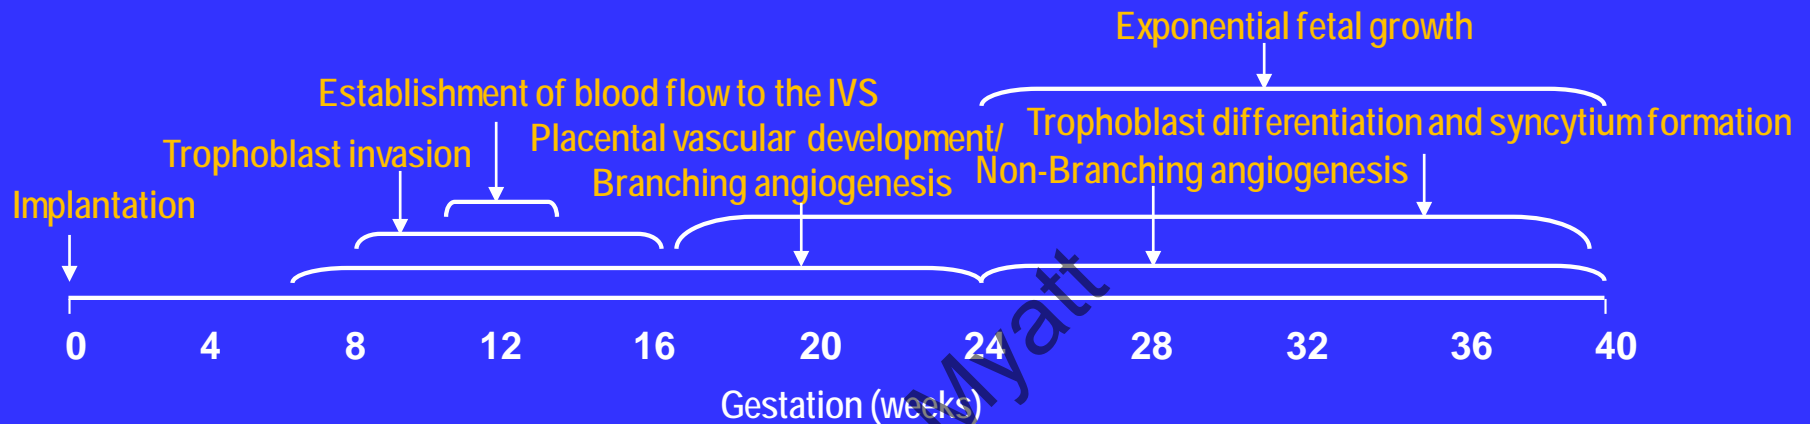 Exponential fetal growth
Establishment of blood flow to the IVS
Trophoblast differentiation and syncytium formation
Placental vascular development/
Branching angiogenesis
Trophoblast invasion
Non-Branching angiogenesis
Implantation
0 4 8 12 16 20 24 28 32 36 40
Gestation (weeks)
Myatt